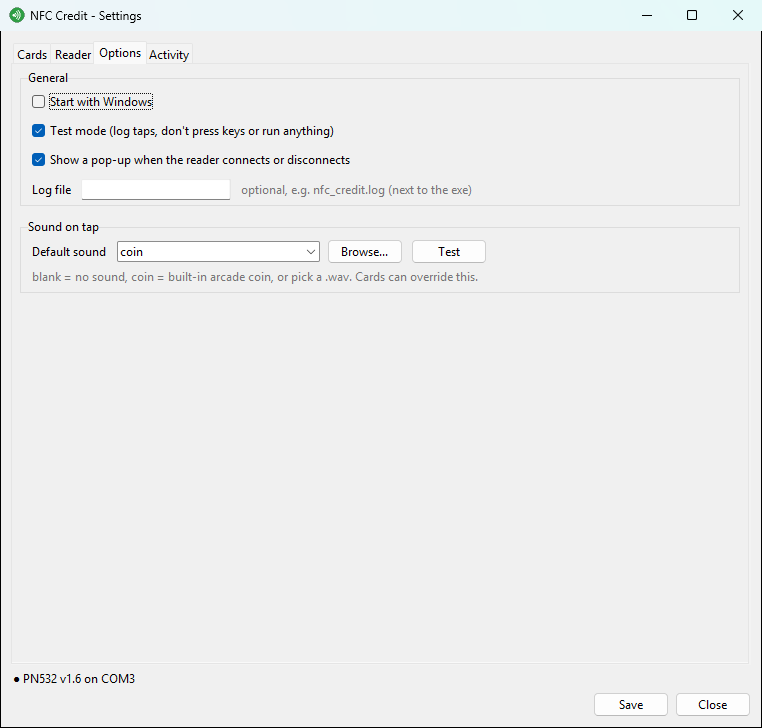 NFC Credit - Settings
Cards Reader Options Activity
General
Start with Windows
Test mode (log taps, don't press keys or run anything)
Show a pop-up when the reader connects or disconnects
Log file optional, e.g. nfc_credit.log (next to the exe)
Sound on tap
Default sound coin Browse... Test
blank = no sound, coin = built-in arcade coin, or pick a .wav. Cards can override this.
● PN532 v1.6 on COM3
Save Close